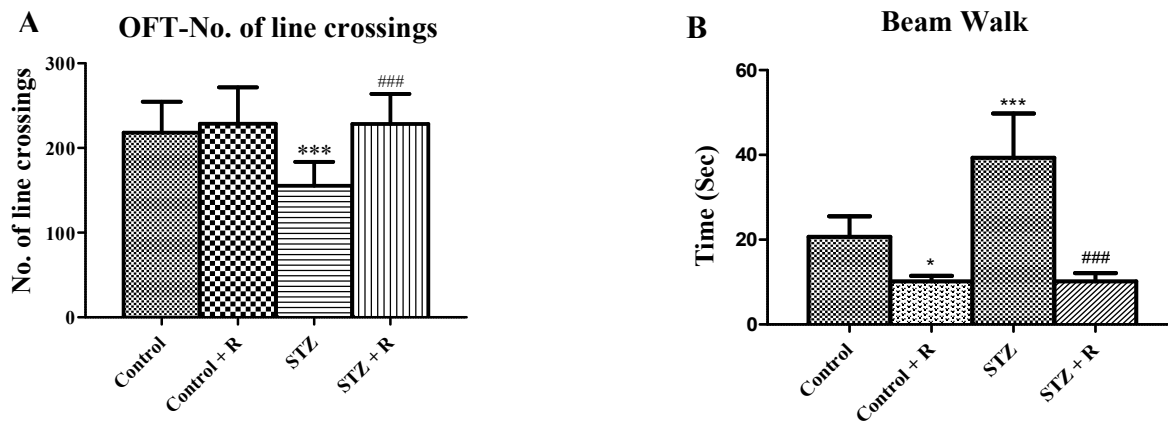 A
OFT-No. of line crossings
No. of line crossings
300
200
100
0
***
###
Control
Control + R
STZ
STZ + R
B
Beam Walk
Time (Sec)
60
40
20
0
*
***
###
Control
Control + R
STZ
STZ + R